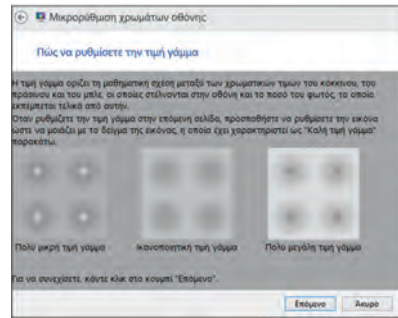 Μικρορύθμιση χρωμάτων οθόνης
Πώς να ρυθμίσετε την τιμή γάμμα
Η τιμή γάμμα ορίζει τη μαθηματική σχέση μεταξύ των χρωματικών τιμών του κόκκινου, του
πράσινου και του μπλε, οι οποίες στέλνονται στην οθόνη και το ποσό του φωτός, το οποίο
εκπέμπεται τελικά από αυτήν.
Όταν ρυθμίζετε την τιμή γάμμα στην επόμενη σελίδα, προσπαθήστε να ρυθμίσετε την εικόνα
ώστε να μοιάζει με το δείγμα της εικόνας, η οποία έχει χαρακτηριστεί ως "Καλή τιμή γάμμα"
παρακάτω.
Πολύ μικρή τιμή γάμμα
Ικανοποιητική τιμή γάμμα
Πολύ μεγάλη τιμή γάμμα
Για να συνεχίσετε, κάντε κλικ στο κουμπί "Επόμενο".
Επόμενο
Άκυρο